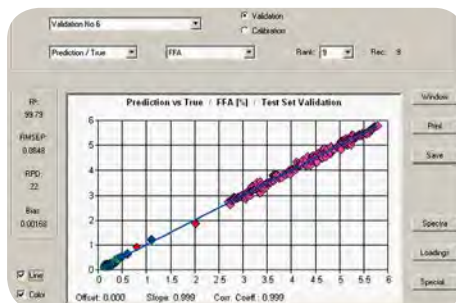 Validation No 6
Validation
Calibration
Prediction / True
FFA
Rank: 9
Rec.: 9
R²:
99.79
RMSEP:
0.0848
RPD:
22
Bias:
0.00168
Prediction vs True / FFA [%] / Test Set Validation
6
5
4
3
2
1
0
0
0.5
1
1.5
2
2.5
3
3.5
4
4.5
5
5.5
6
Offset: 0.000 Slope: 0.999 Corr. Coeff.: 0.999
Line
Color
Window
Print
Save
Spectra
Loadings
Special